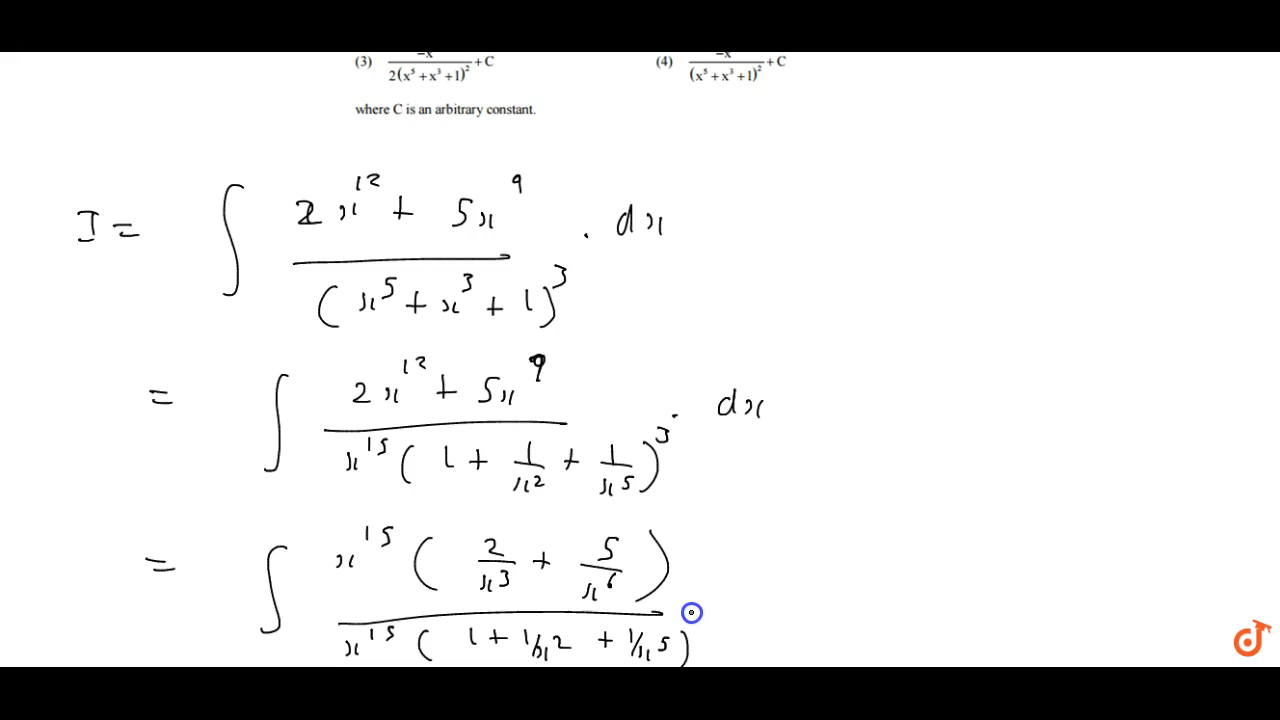 (3) -x / 2(x⁵+x³+1)² + C (4) -x / (x⁵+x³+1)² + C
where C is an arbitrary constant.
I = ∫ 2x¹² + 5x⁹ / (x⁵ + x³ + 1)³ . dx
= ∫ 2x¹² + 5x⁹ / x¹⁵ ( 1 + 1/x² + 1/x⁵ )³ . dx
= ∫ x¹⁵ ( 2/x³ + 5/x⁶ ) / x¹⁵ ( 1 + 1/x² + 1/x⁵ )